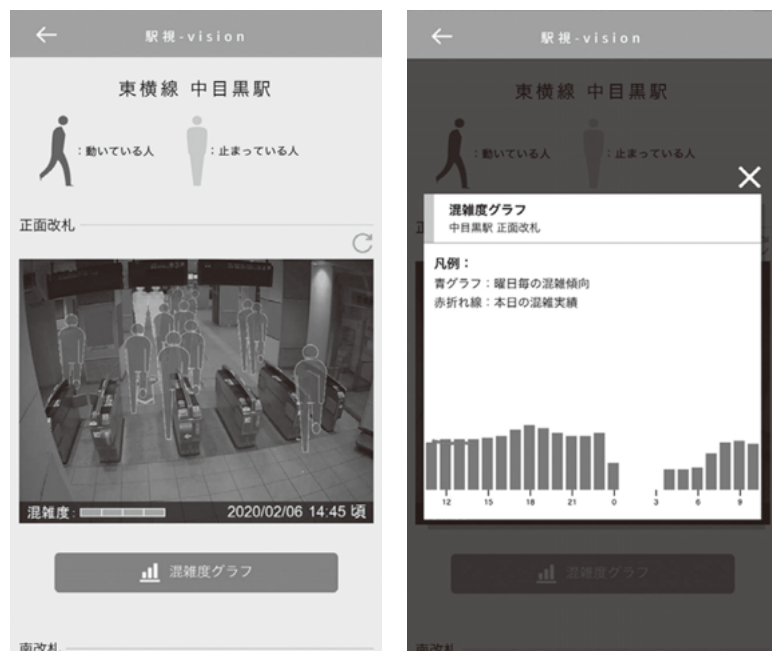 駅視-vision
東横線 中目黒駅
：動いている人
：止まっている人
正面改札
混雑度：
2020/02/06 14:45 頃
混雑度グラフ
南改札
駅視-vision
東横線 中目黒駅
：動いている人
：止まっている人
混雑度グラフ
中目黒駅 正面改札
凡例：
青グラフ：曜日毎の混雑傾向
赤折れ線：本日の混雑実績
12 15 18 21 0 3 6 9
混雑度グラフ
南改札